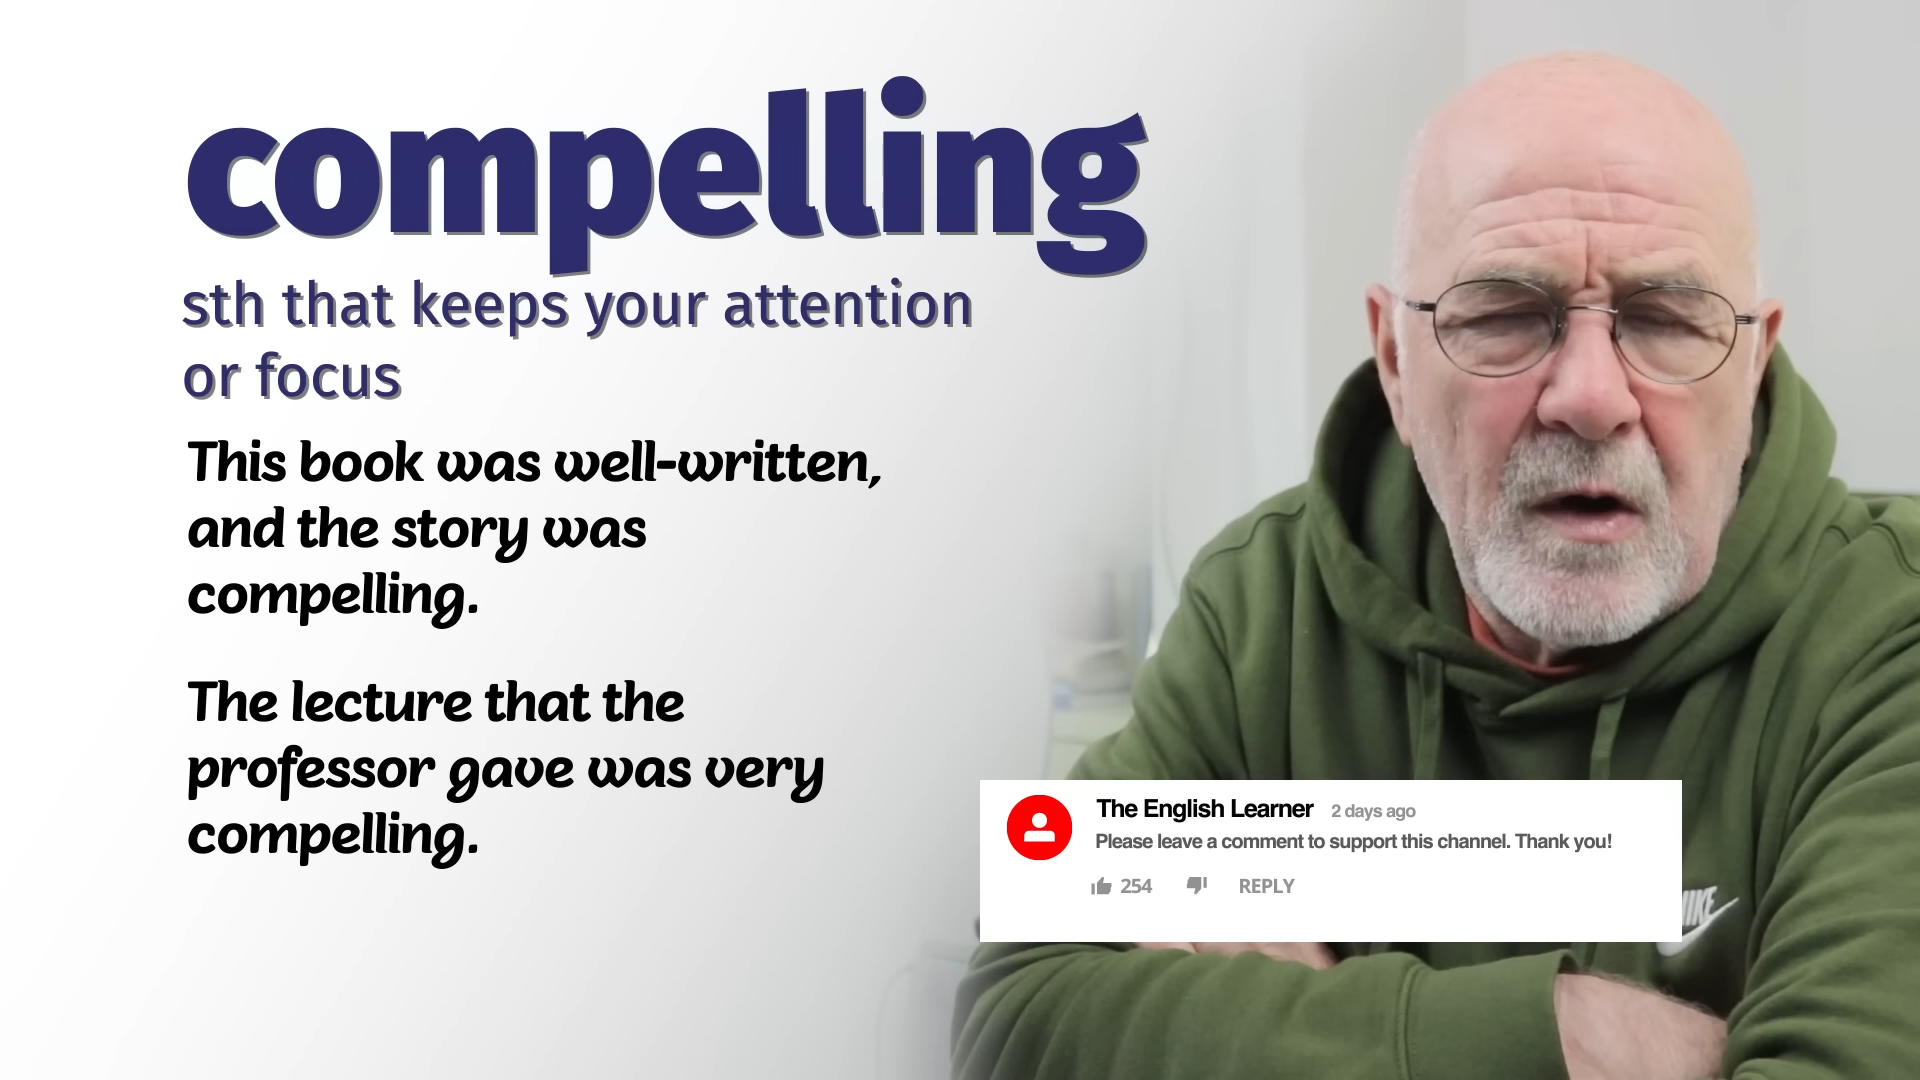 compelling
sth that keeps your attention
or focus
This book was well-written,
and the story was
compelling.
The lecture that the
professor gave was very
compelling.
The English Learner 2 days ago
Please leave a comment to support this channel. Thank you!
254 REPLY